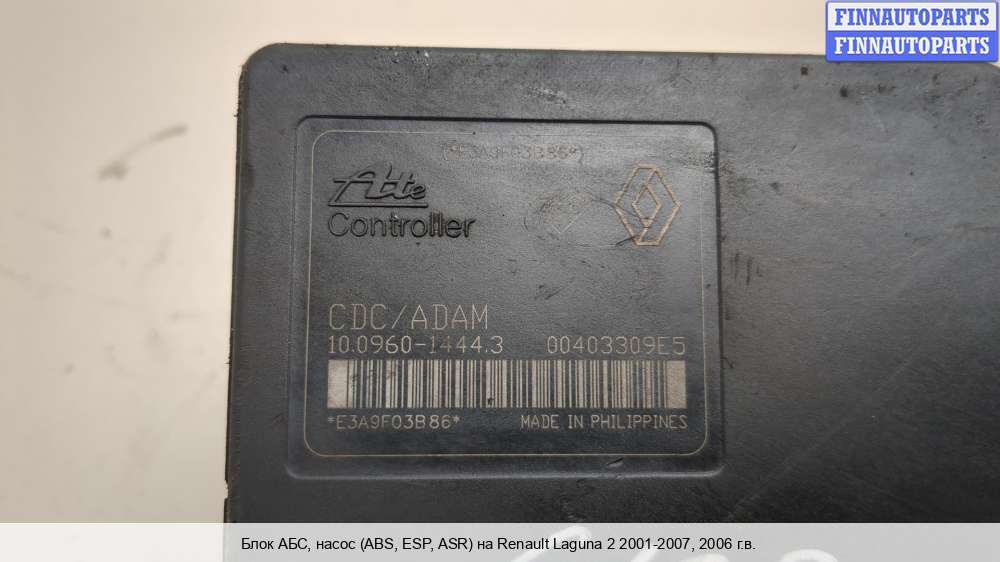 FINNAUTOPARTS
FINNAUTOPARTS
(*E3A9F03B86*)
Ate
Controller
CDC/ADAM
10.0960-1444.3 00403309E5
*E3A9F03B86* MADE IN PHILIPPINES
Блок АБС, насос (ABS, ESP, ASR) на Renault Laguna 2 2001-2007, 2006 г.в.